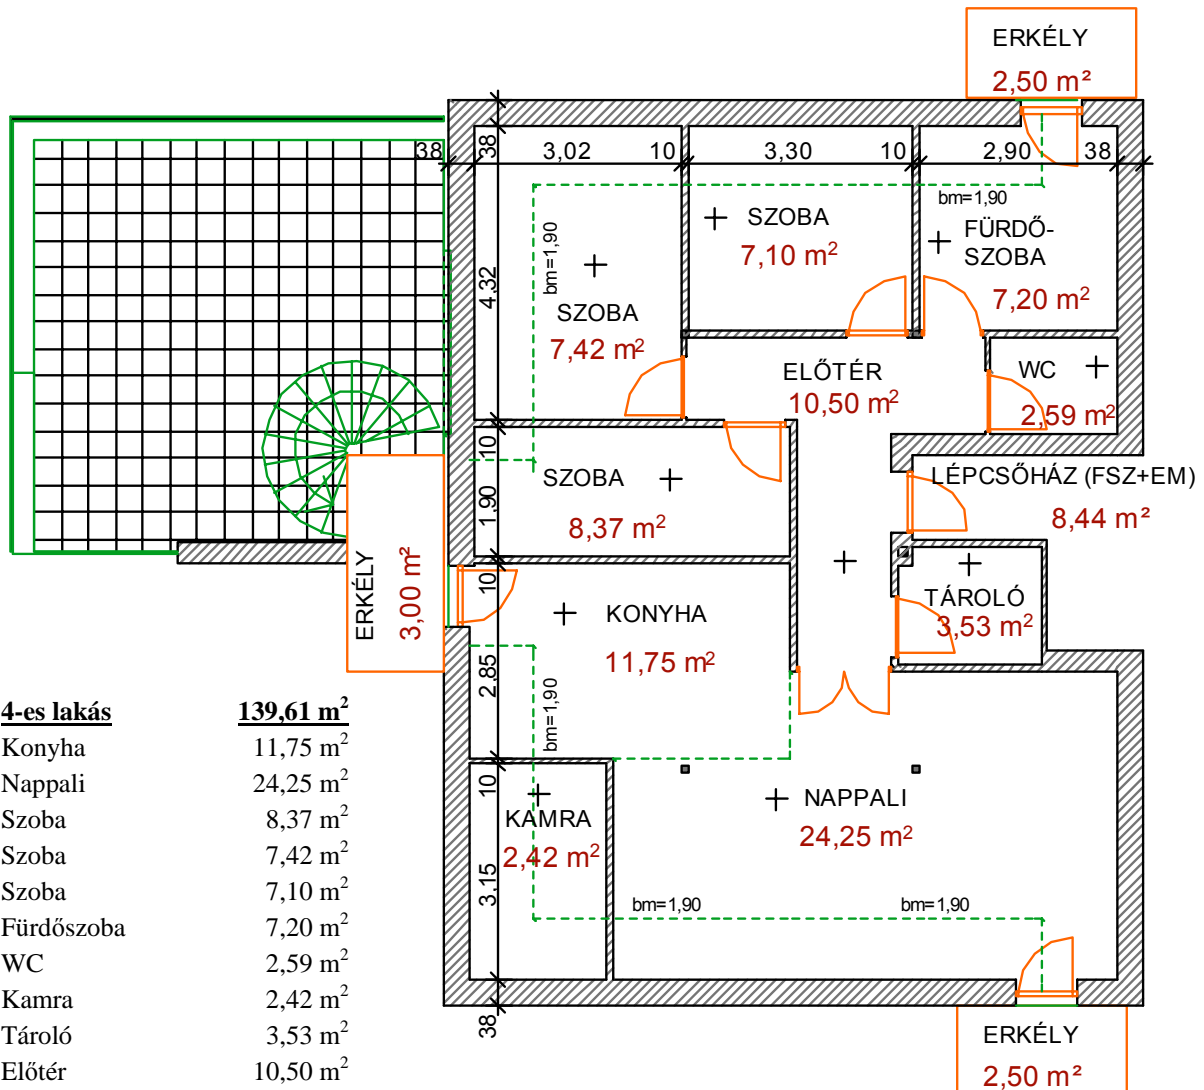 ERKÉLY
2,50 m²
38
38
3,02
10
3,30
10
2,90
38
bm=1,90
bm=1,90
SZOBA
7,10 m²
FÜRDŐ-
SZOBA
7,20 m²
4,32
SZOBA
7,42 m²
ELŐTÉR
10,50 m²
WC
2,59 m²
10
SZOBA
8,37 m²
1,90
LÉPCSŐHÁZ (FSZ+EM)
8,44 m²
ERKÉLY
3,00 m²
10
KONYHA
11,75 m²
TÁROLÓ
3,53 m²
2,85
bm=1,90
10
KAMRA
2,42 m²
NAPPALI
24,25 m²
3,15
bm=1,90
bm=1,90
38
ERKÉLY
2,50 m²
4-es lakás 139,61 m²
Konyha 11,75 m²
Nappali 24,25 m²
Szoba 8,37 m²
Szoba 7,42 m²
Szoba 7,10 m²
Fürdőszoba 7,20 m²
WC 2,59 m²
Kamra 2,42 m²
Tároló 3,53 m²
Előtér 10,50 m²